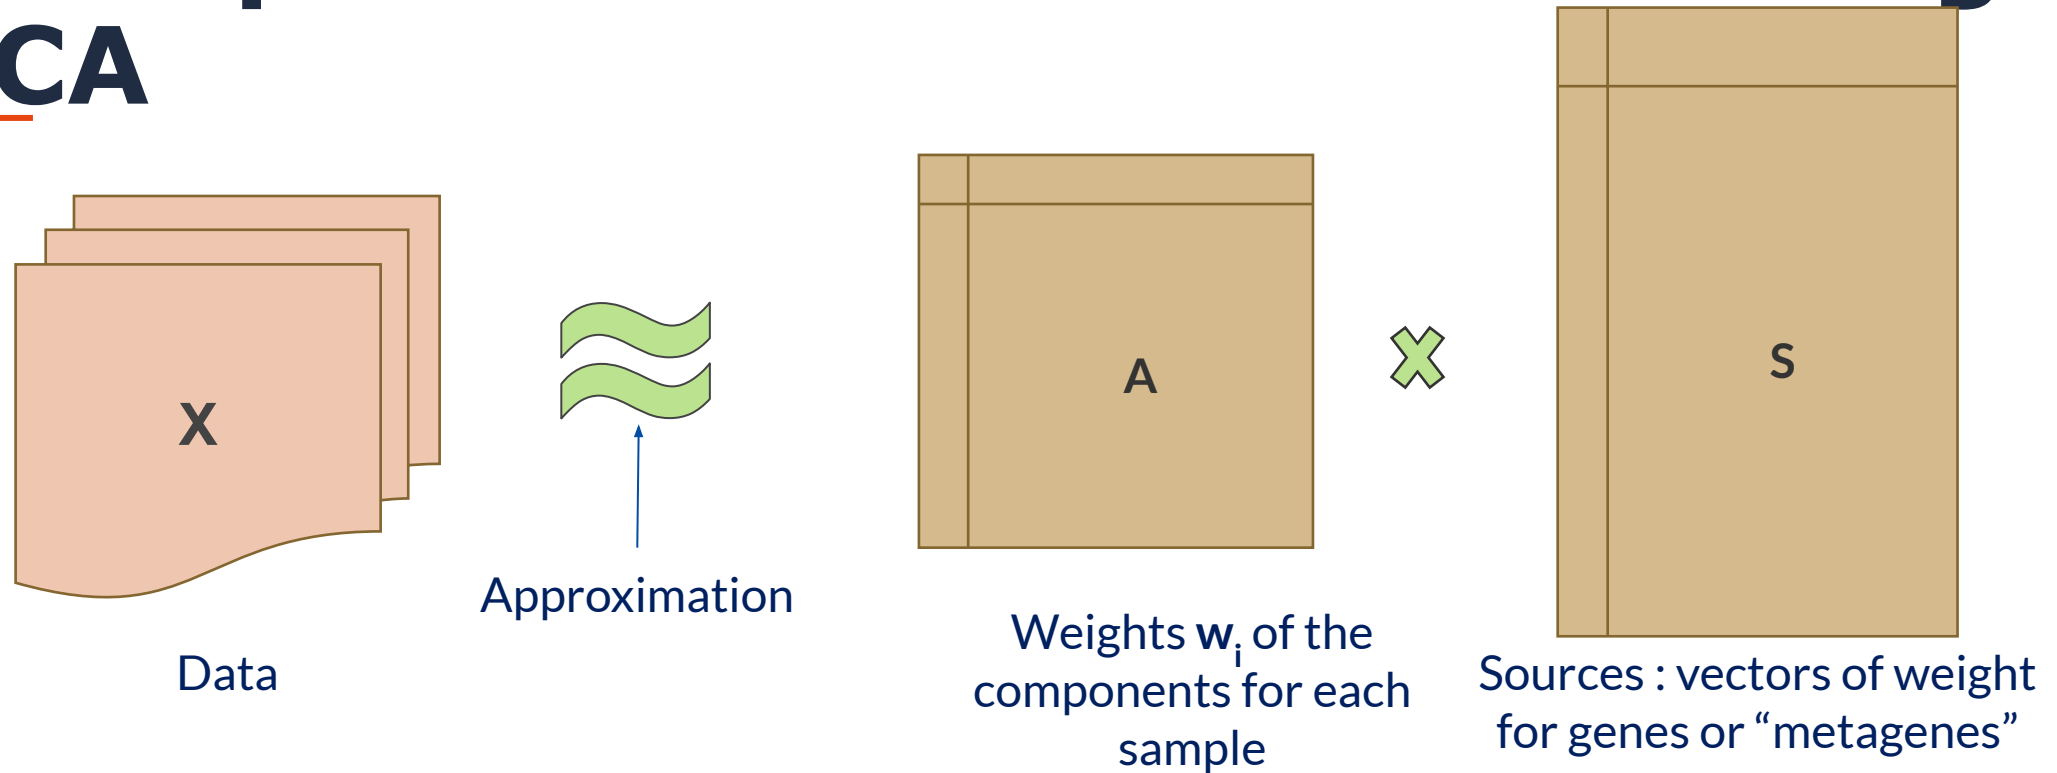 CA
X
A
S
Approximation
Data
Weights wi of the
components for each
sample
Sources : vectors of weight
for genes or “metagenes”